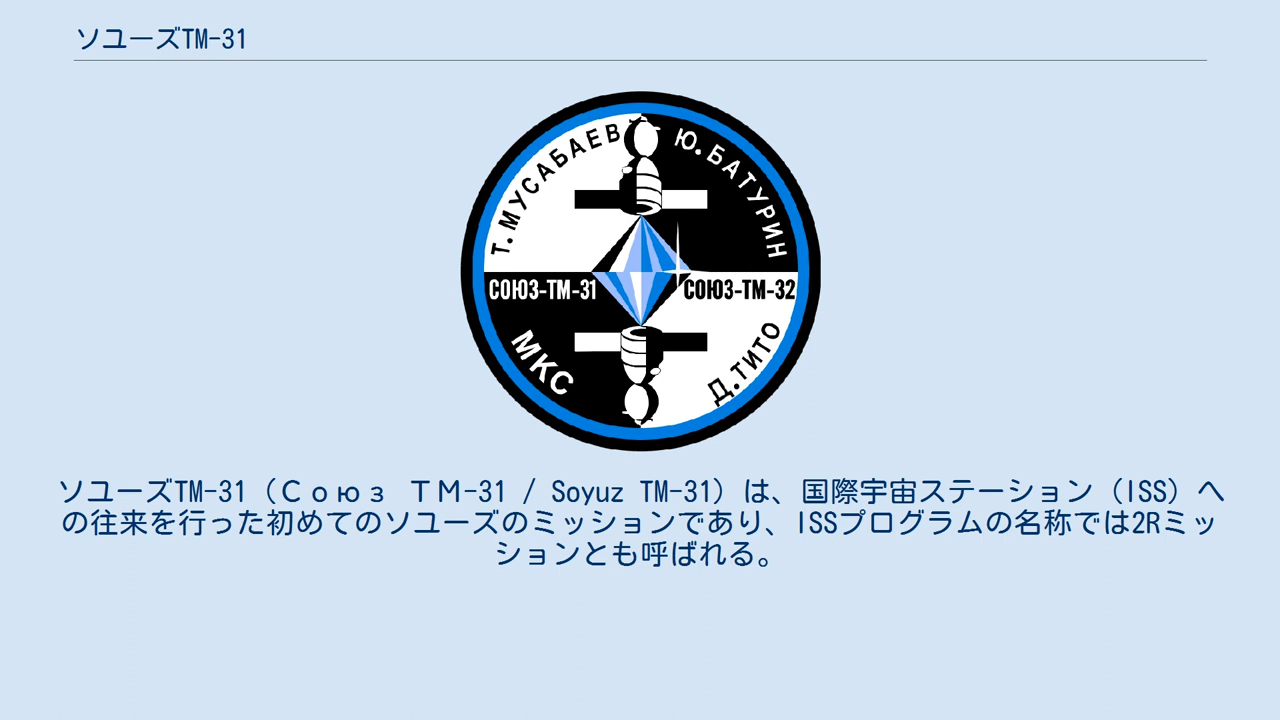 ソユーズTM-31
Т.МУСАБАЕВ
Ю.БАТУРИН
СОЮЗ-ТМ-31
СОЮЗ-ТМ-32
МКС
Д.ТИТО
ソユーズTM-31（Союз ТМ-31 / Soyuz TM-31）は、国際宇宙ステーション（ISS）へ
の往来を行った初めてのソユーズのミッションであり、ISSプログラムの名称では2Rミッ
ションとも呼ばれる。